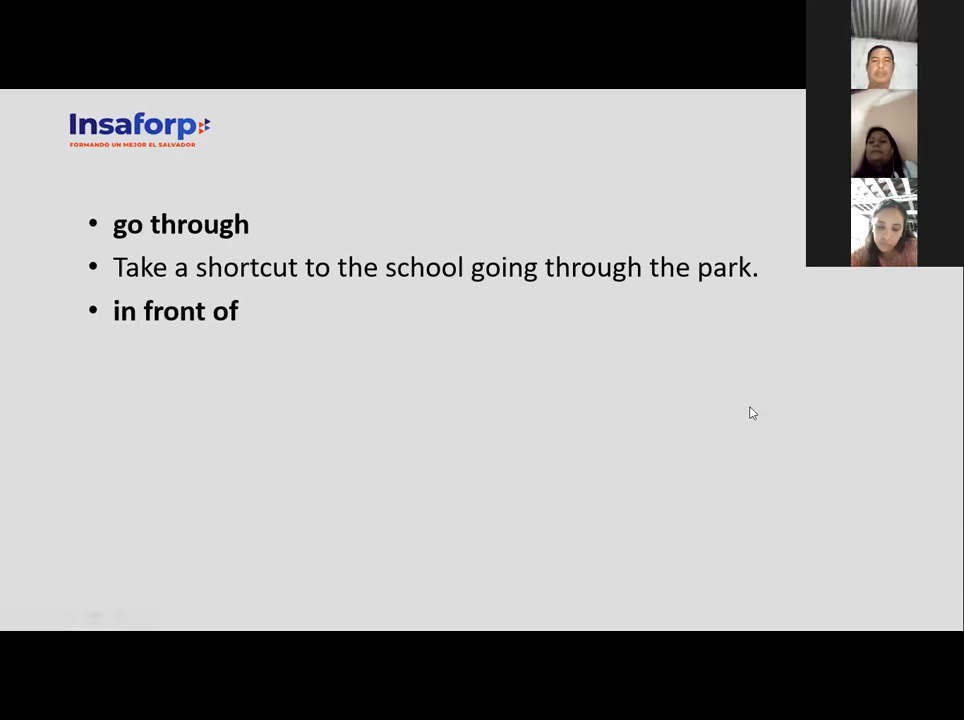 Insaforp
FORMANDO UN MEJOR EL SALVADOR
• go through
• Take a shortcut to the school going through the park.
• in front of